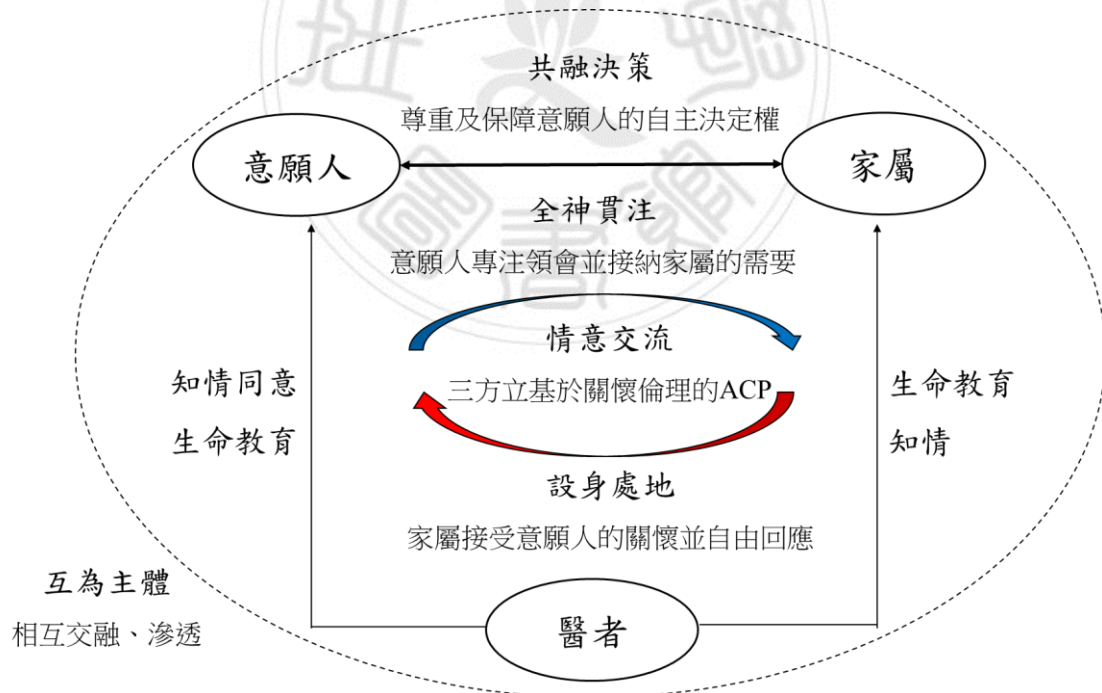 共融決策
尊重及保障意願人的自主決定權
意願人
家屬
全神貫注
意願人專注領會並接納家屬的需要
情意交流
三方立基於關懷倫理的ACP
知情同意
生命教育
生命教育
知情
設身處地
家屬接受意願人的關懷並自由回應
互為主體
相互交融、滲透
醫者